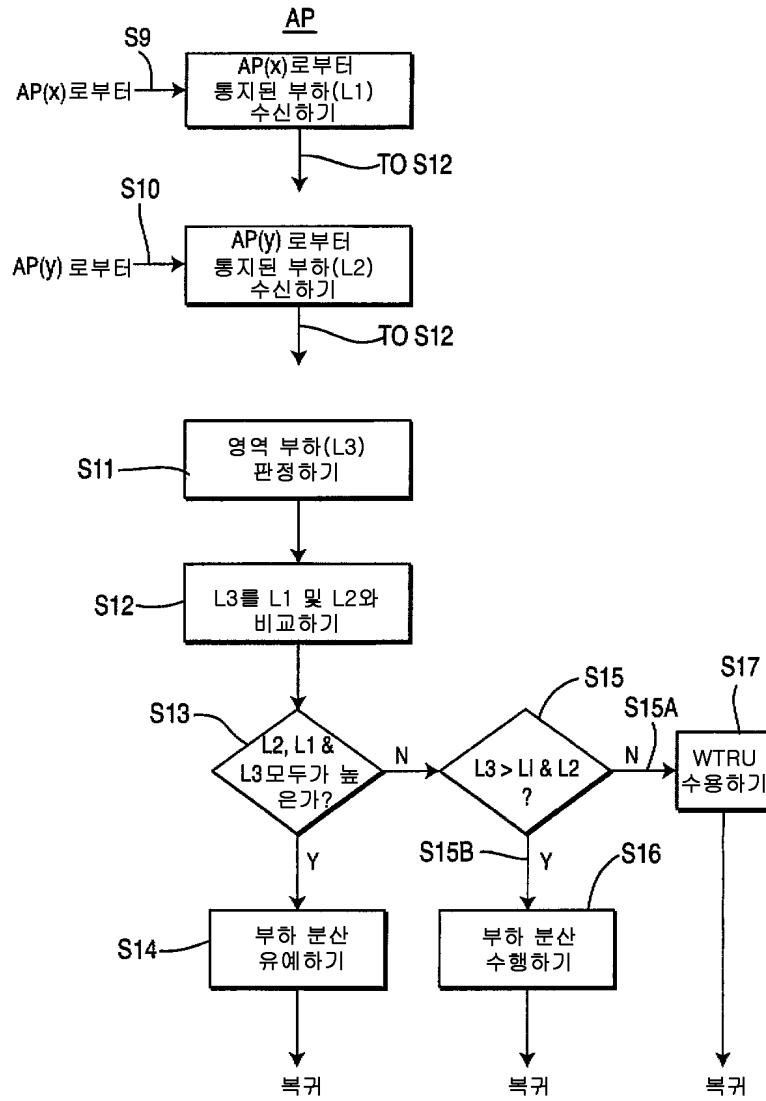 AP
S9
AP(x)로부터
AP(x)로부터
통지된 부하(L1)
수신하기
TO S12
S10
AP(y) 로부터
AP(y) 로부터
통지된 부하(L2)
수신하기
TO S12
S11
영역 부하(L3)
판정하기
S12
L3를 L1 및 L2와
비교하기
S13
L2, L1 &
L3모두가 높
은가?
N
Y
S15
L3 > LI & L2
?
S15A
N
S17
WTRU
수용하기
S15B
Y
S14
부하 분산
유예하기
S16
부하 분산
수행하기
복귀
복귀
복귀